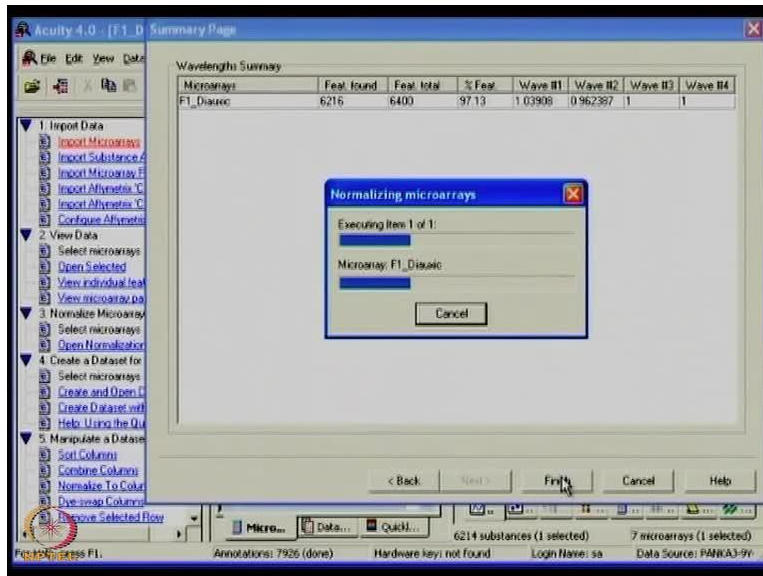 Acuity 4.0 - [F1_D
Summary Page
File Edit View Data
Wavelengths Summary
Microarrays Feat. found Feat. total % Feat. Wave #1 Wave #2 Wave #3 Wave #4
F1_Diauxic 6216 6400 97.13 1.03908 0.962387 1 1
1. Import Data
Import Microarrays
Import Substance A
Import Microarray F
Import Affymetrix 'C
Import Affymetrix 'C
Configure Affymetri
2. View Data
Select microarrays
Open Selected
View individual feat
View microarray pa
3. Normalize Microarray
Select microarrays
Open Normalization
4. Create a Dataset for
Select microarrays
Create and Open D
Create Dataset with
Help: Using the Qu
5. Manipulate a Datase
Sort Columns
Combine Columns
Normalize To Colum
Dye-swap Columns
Remove Selected Row
Normalizing microarrays
Executing Item 1 of 1:
Microarray: F1_Diauxic
Cancel
< Back Next > Finish Cancel Help
Micro... Data... Quick!...
6214 substances (1 selected) 7 microarrays (1 selected)
press F1. Annotations: 7926 (done) Hardware key: not found Login Name: sa Data Source: PANKAJ-9Y